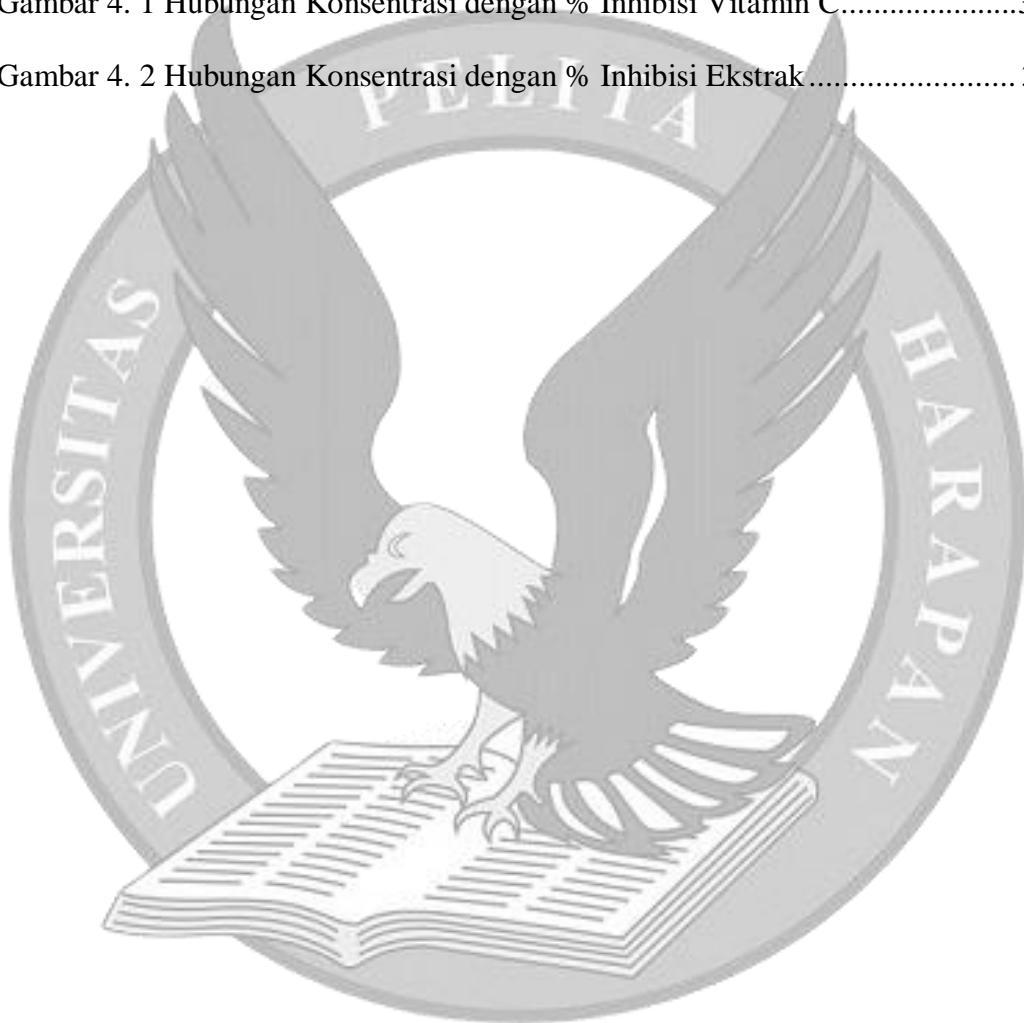 Gambar 4. 1 Hubungan Konsentrasi dengan % Inhibisi Vitamin C......................
Gambar 4. 2 Hubungan Konsentrasi dengan % Inhibisi Ekstrak.......................
UNIVERSITAS PELITA HARAPAN